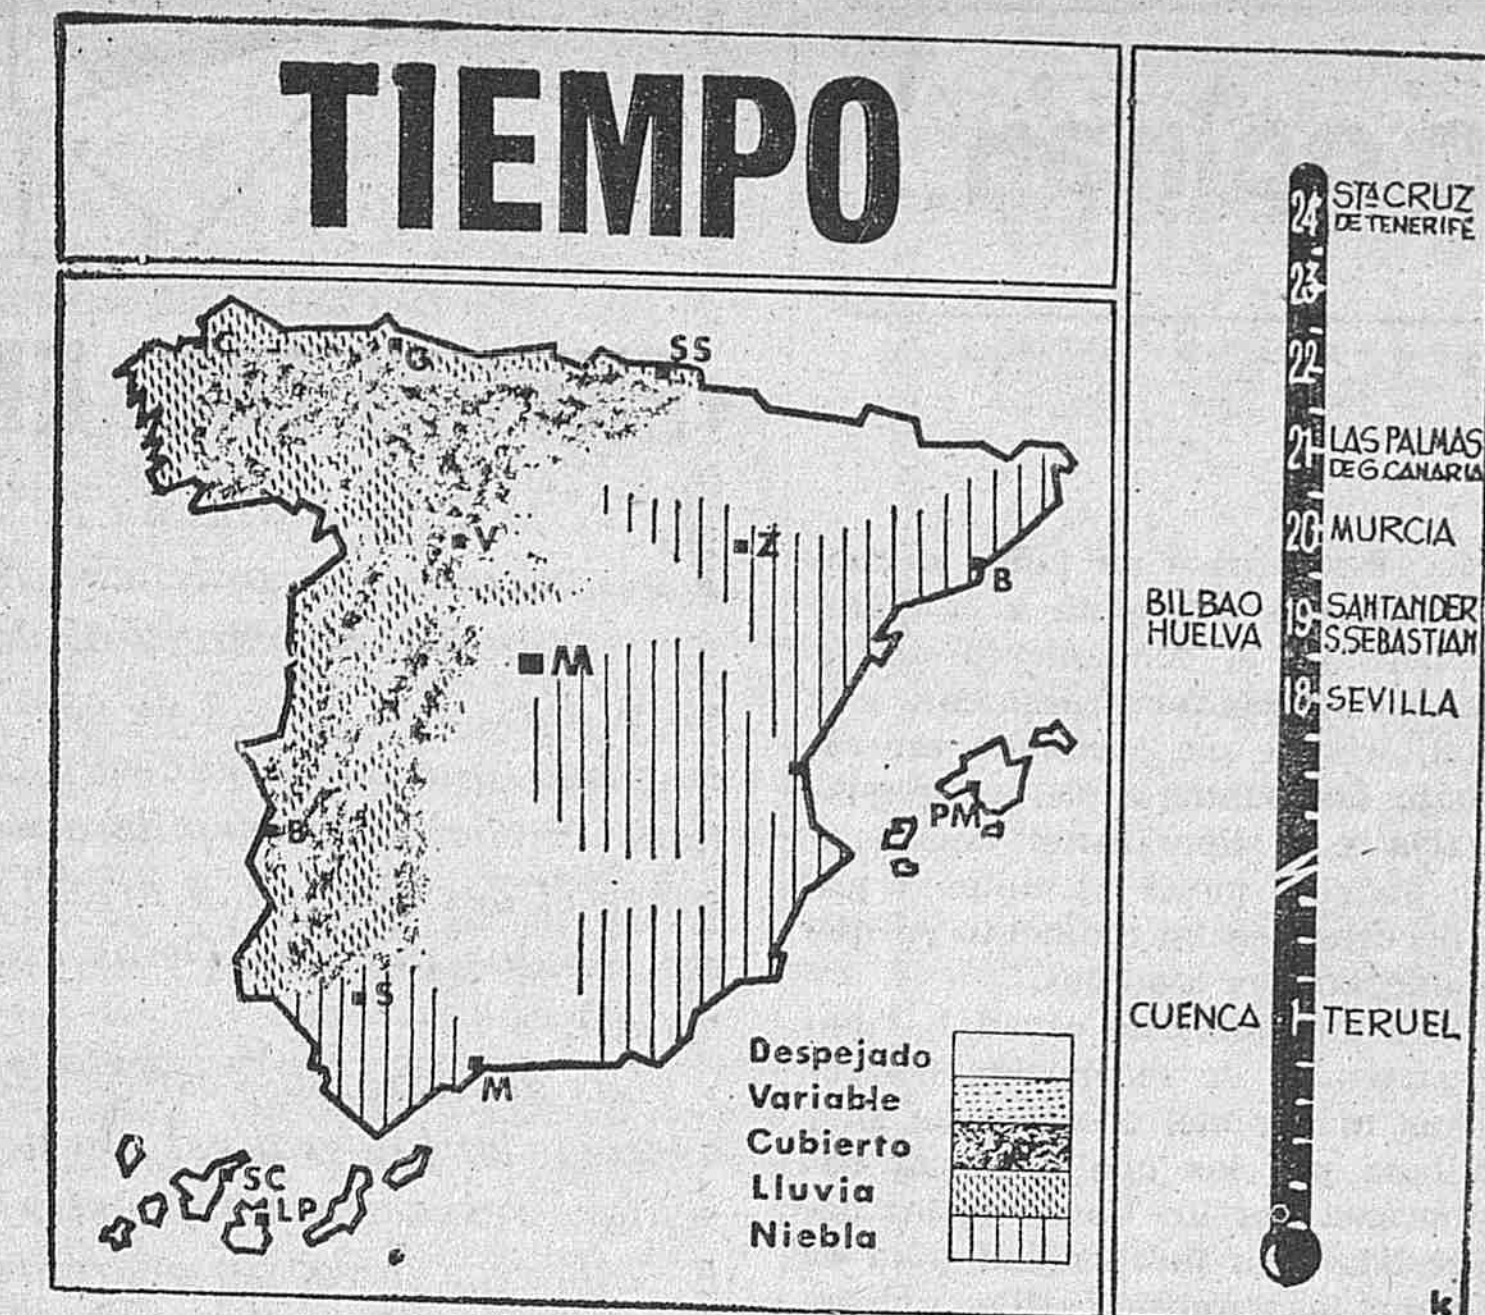 TIEMPO
C
G
SS
V
Z
B
M
B
PM
S
M
SC
LP
Despejado
Variable
Cubierto
Lluvia
Niebla
24 STA CRUZ
DE TENERIFE
23
22
21 LAS PALMAS
DE G. CANARIA
20 MURCIA
BILBAO 19 SANTANDER
HUELVA S. SEBASTIAN
18 SEVILLA
CUENCA 1 TERUEL
k